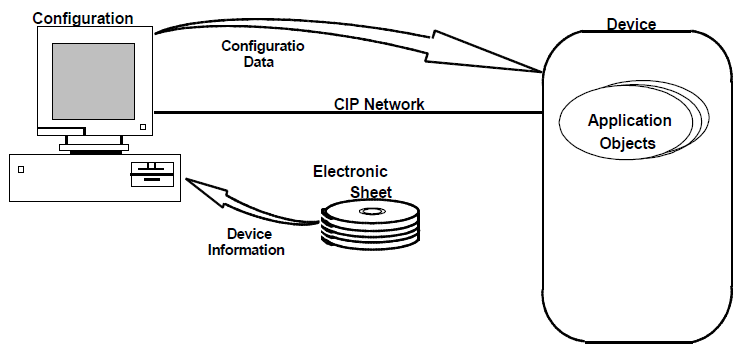 Configuration
Device
Configuratio
Data
CIP Network
Application
Objects
Electronic
Sheet
Device
Information